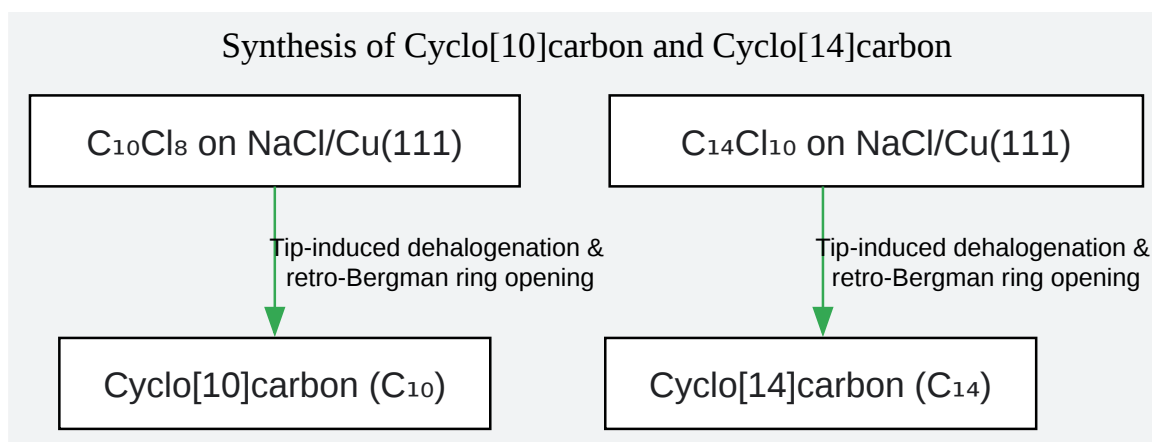 Synthesis of Cyclo[10]carbon and Cyclo[14]carbon
C₁₀Cl₈ on NaCl/Cu(111)
C₁₄Cl₁₀ on NaCl/Cu(111)
Tip-induced dehalogenation &
retro-Bergman ring opening
Tip-induced dehalogenation &
retro-Bergman ring opening
Cyclo[10]carbon (C₁₀)
Cyclo[14]carbon (C₁₄)